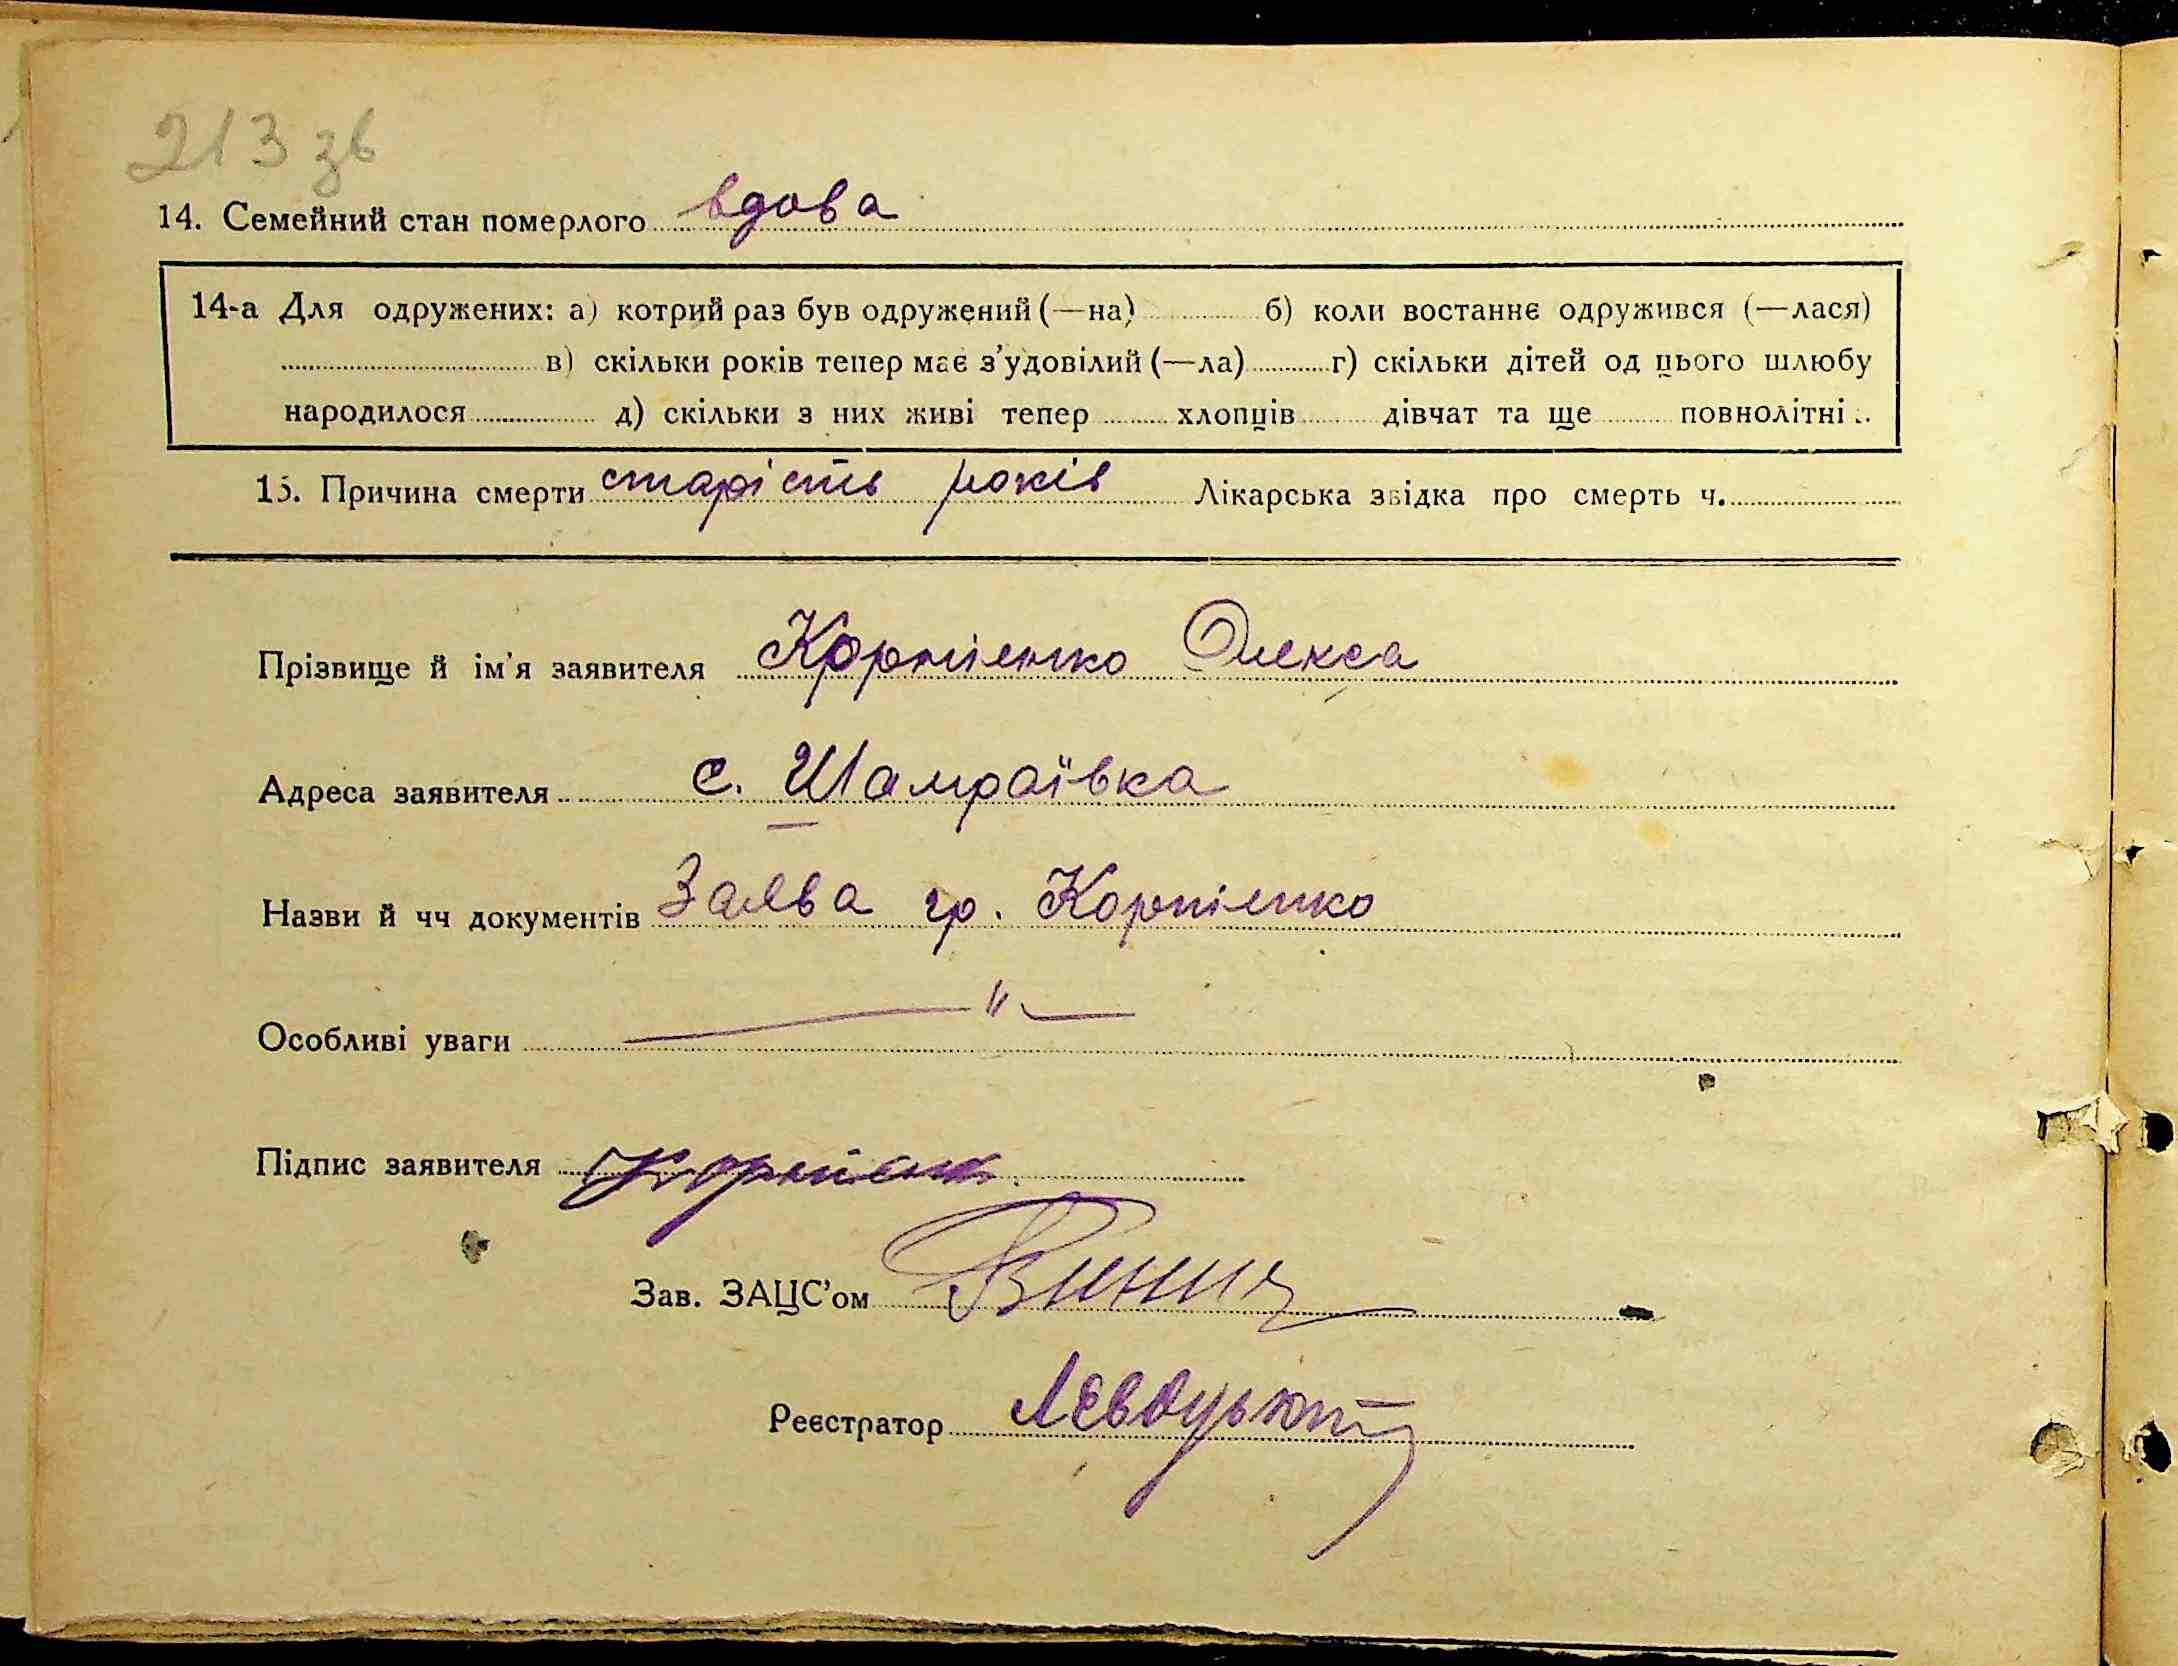 213 зв
14. Семейний стан померлого вдова
14-а Для одружених: а) котрий раз був одружений (—на) ........ б) коли востаннє одружився (—лася)
........ в) скільки років тепер має з’удовілий (—ла) ........ г) скільки дітей од цього шлюбу
народилося ........ д) скільки з них живі тепер ........ хлопців ........ дівчат та ще ........ повнолітні ..
15. Причина смерти старість років Лікарська звідка про смерть ч. ........
Прізвище й ім’я заявителя Корпієнко Олекса
Адреса заявителя с. Шамраївка
Назви й чч документів Заява гр. Корпієнко
Особливі уваги — " —
Підпис заявителя
Зав. ЗАЦС’ом
Реєстратор